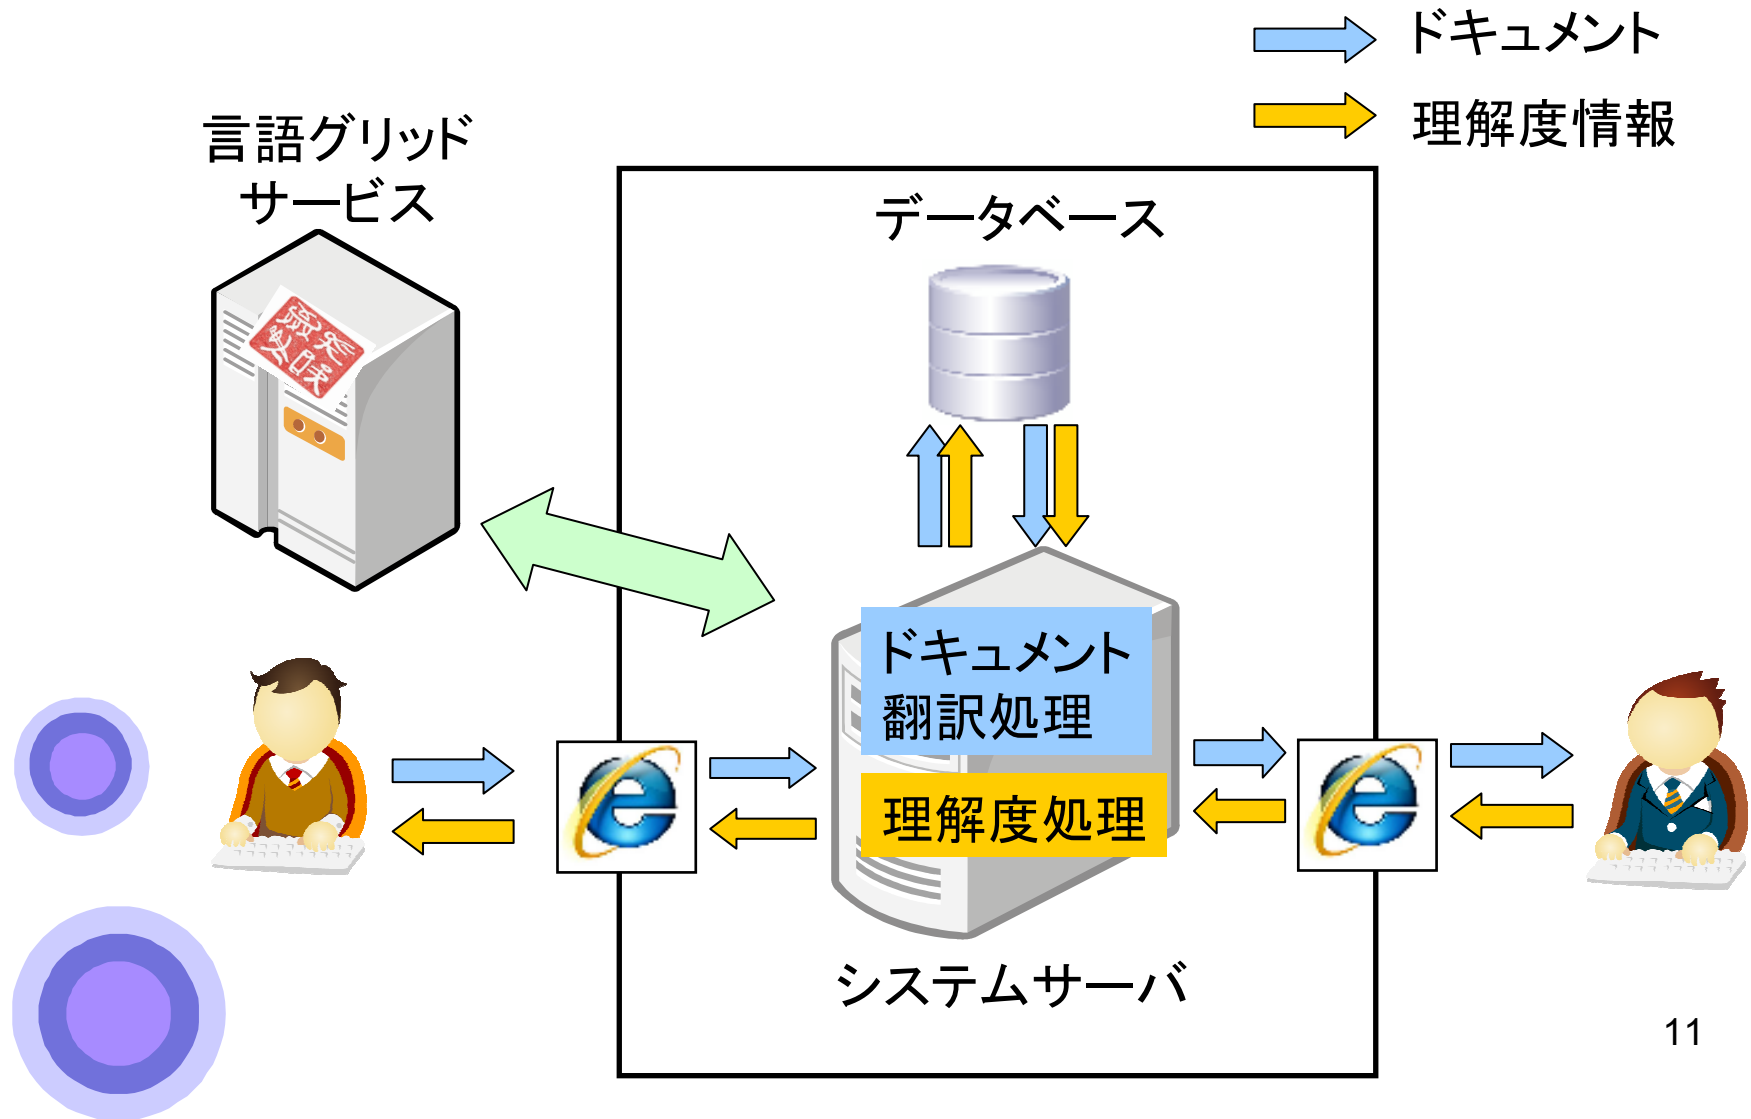 ドキュメント
理解度情報
言語グリッド
サービス
データベース
ドキュメント
翻訳処理
理解度処理
システムサーバ
11